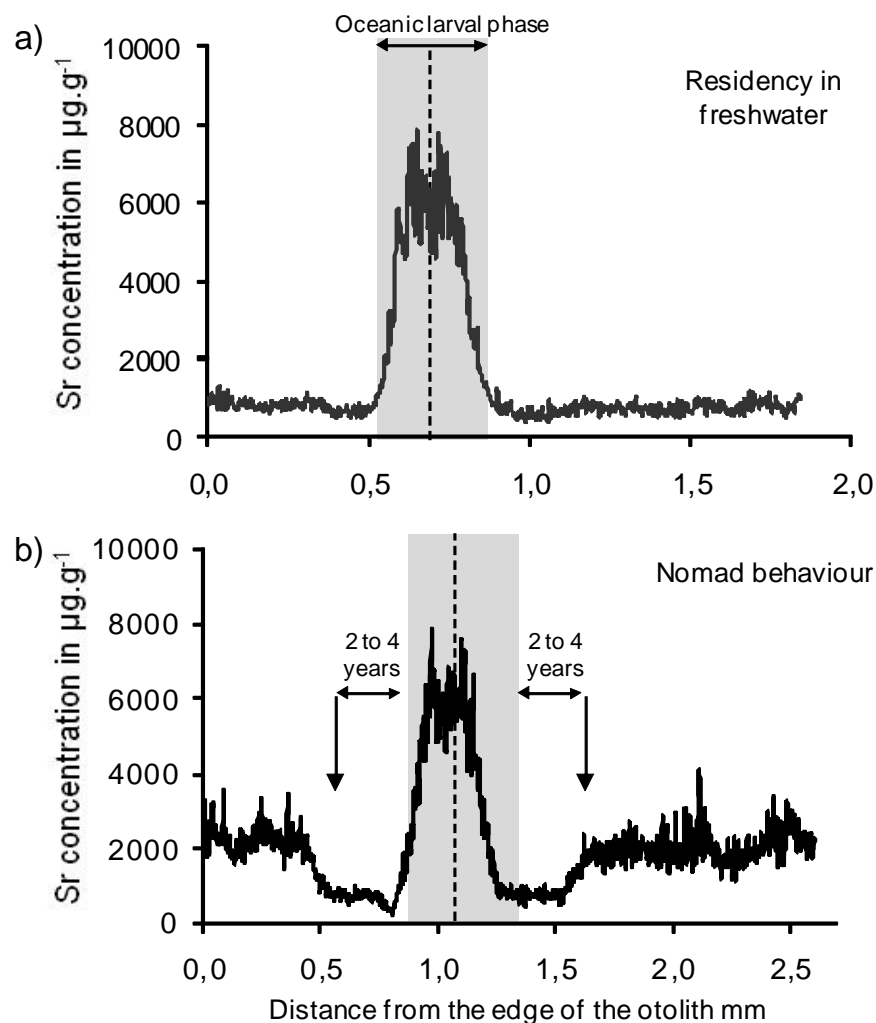 a)
Oceanic larval phase
Residency in
freshwater
Sr concentration in µg.g-1
10000
8000
6000
4000
2000
0
0,0 0,5 1,0 1,5 2,0
b)
Nomad behaviour
2 to 4
years
2 to 4
years
Sr concentration in µg.g-1
10000
8000
6000
4000
2000
0
0,0 0,5 1,0 1,5 2,0 2,5
Distance from the edge of the otolith mm